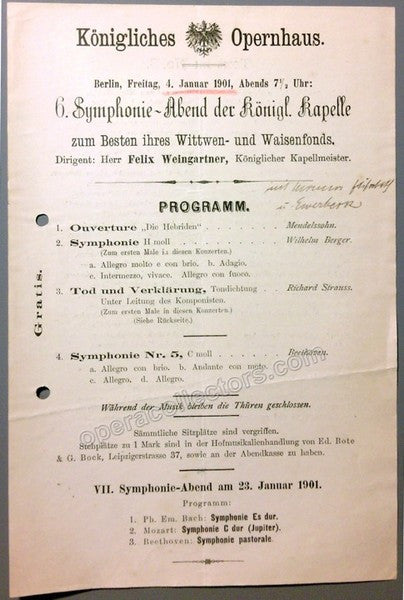 Königliches Opernhaus.
Berlin, Freitag, 4. Januar 1901, Abends 7½ Uhr:
6. Symphonie-Abend der Königl. Kapelle
zum Besten ihres Wittwen- und Waisenfonds.
Dirigent: Herr Felix Weingartner, Königlicher Kapellmeister.
PROGRAMM.
1. Ouverture „Die Hebriden" . . . . . . . Mendelssohn.
2. Symphonie H moll . . . . . . . Wilhelm Berger.
(Zum ersten Male in diesen Konzerten.)
a. Allegro molto e con brio. b. Adagio.
c. Intermezzo, vivace. Allegro con fuoco.
3. Tod und Verklärung, Tondichtung . . . . Richard Strauss.
Unter Leitung des Komponisten.
(Zum ersten Male in diesen Konzerten.)
(Siehe Rückseite.)
4. Symphonie Nr. 5, C moll . . . . . . Beethoven.
a. Allegro con brio. b. Andante con moto.
c. Allegro. d. Allegro.
Gratis.
Während der Musik bleiben die Thüren geschlossen.
Sämmtliche Sitzplätze sind vergriffen.
Stehplätze zu 1 Mark sind in der Hofmusikalienhandlung von Ed. Bote
& G. Bock, Leipzigerstrasse 37, sowie an der Abendkasse zu haben.
VII. Symphonie-Abend am 23. Januar 1901.
Programm:
1. Ph. Em. Bach: Symphonie Es dur.
2. Mozart: Symphonie C dur (Jupiter).
3. Beethoven: Symphonie pastorale.
operacollectors.com